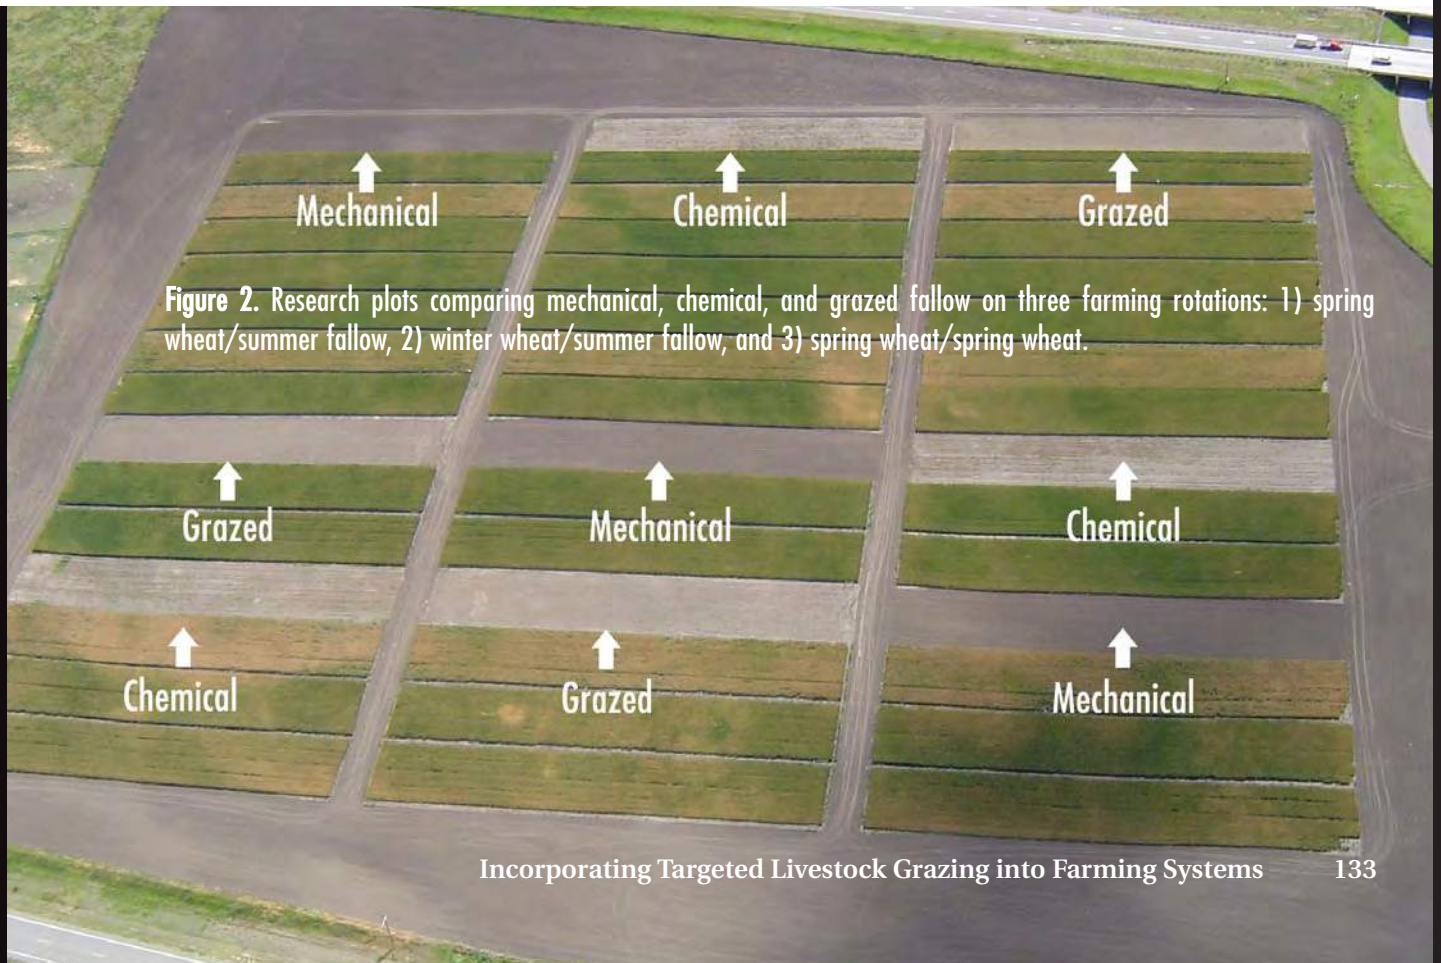 Mechanical Chemical Grazed
Figure 2. Research plots comparing mechanical, chemical, and grazed fallow on three farming rotations: 1) spring
wheat/summer fallow, 2) winter wheat/summer fallow, and 3) spring wheat/spring wheat.
Grazed Mechanical Chemical
Chemical Grazed Mechanical
Incorporating Targeted Livestock Grazing into Farming Systems 133